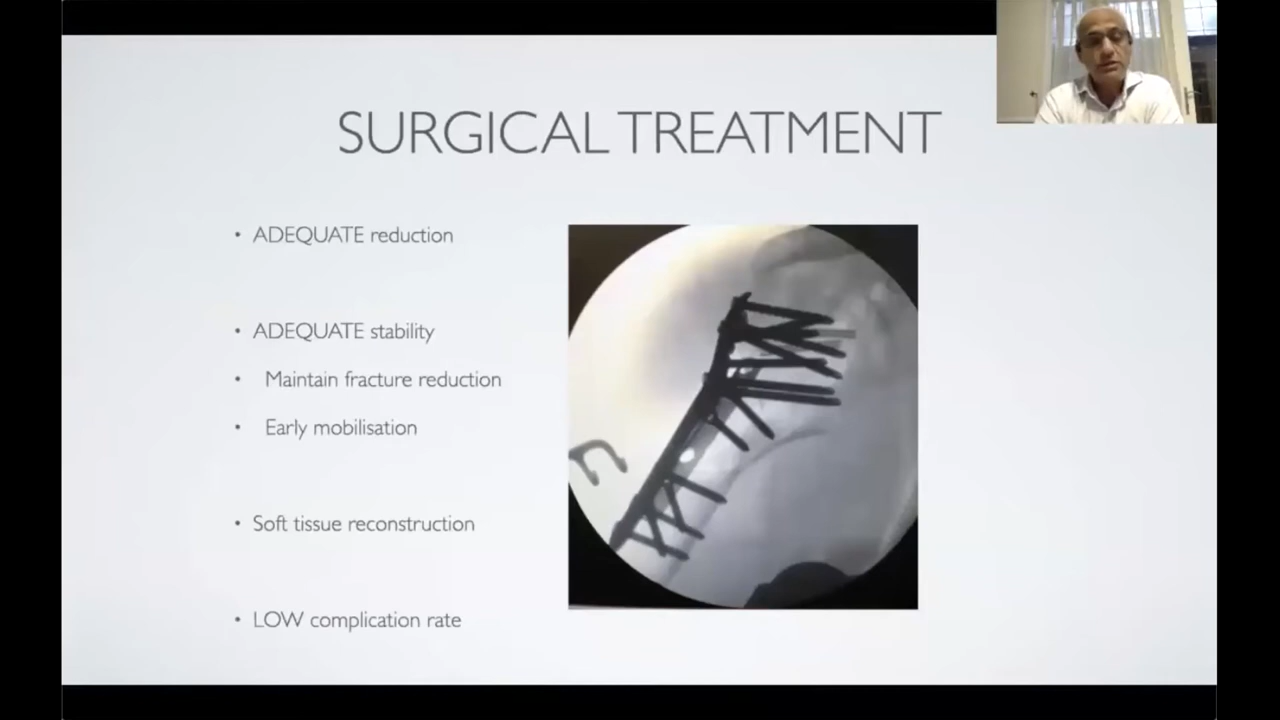 SURGICAL TREATMENT
• ADEQUATE reduction
• ADEQUATE stability
• Maintain fracture reduction
• Early mobilisation
• Soft tissue reconstruction
• LOW complication rate